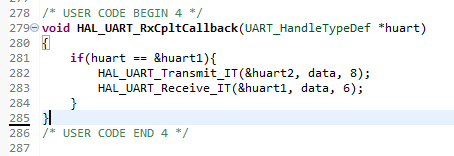 278 /* USER CODE BEGIN 4 */
279 void HAL_UART_RxCpltCallback(UART_HandleTypeDef *huart)
280 {
281     if(huart == &huart1){
282         HAL_UART_Transmit_IT(&huart2, data, 8);
283         HAL_UART_Receive_IT(&huart1, data, 6);
284     }
285 }
286 /* USER CODE END 4 */
287